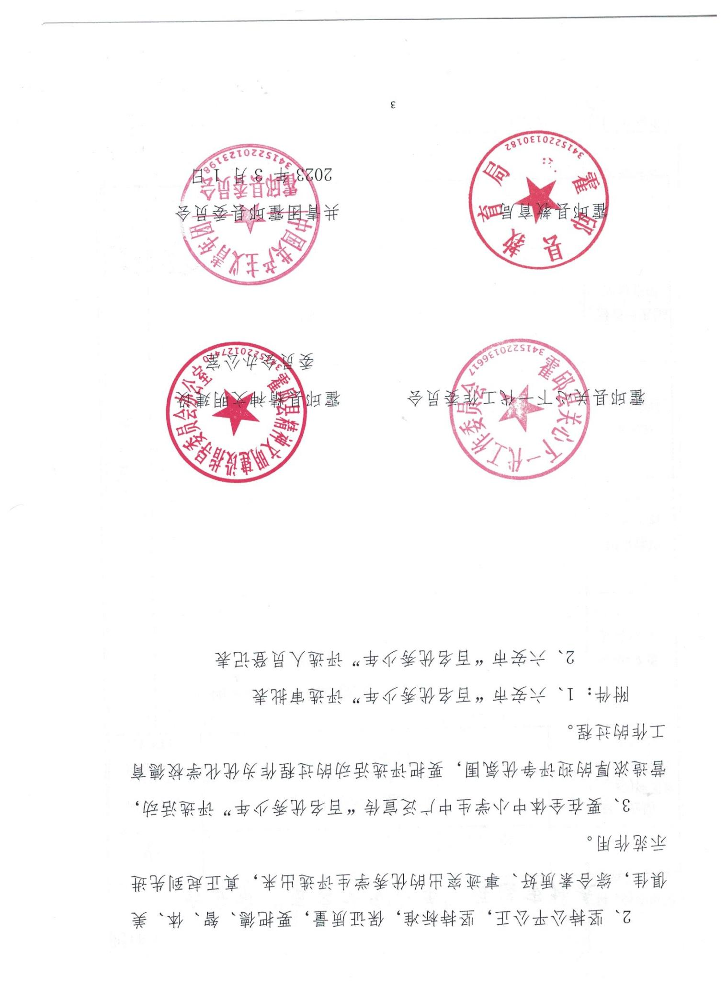 2、坚持公平公正，坚持标准，保证质量，要把德、智、体、美
俱佳，综合素质好、事迹突出的优秀学生评选出来，真正起到先进
示范作用。
3、要在全体中小学生中广泛宣传“百名优秀少年”评选活动，
营造浓厚的迎评争优氛围，要把评选活动的过程作为优化学校德育
工作的过程。
附件：1、六安市“百名优秀少年”评选审批表
2、六安市“百名优秀少年”评选人员登记表
霍邱县关心下一代工作委员会
霍邱县精神文明建设
委员会办公室
霍邱县关心下一代工作委员会
3415220136617
霍邱县精神文明建设指导委员会办公室
3415220127470
霍邱县教育局
共青团霍邱县委员会
2023年3月1日
霍邱县教育局
3415220130182
中国共产主义青年团
霍邱县委员会
3415220123198
3